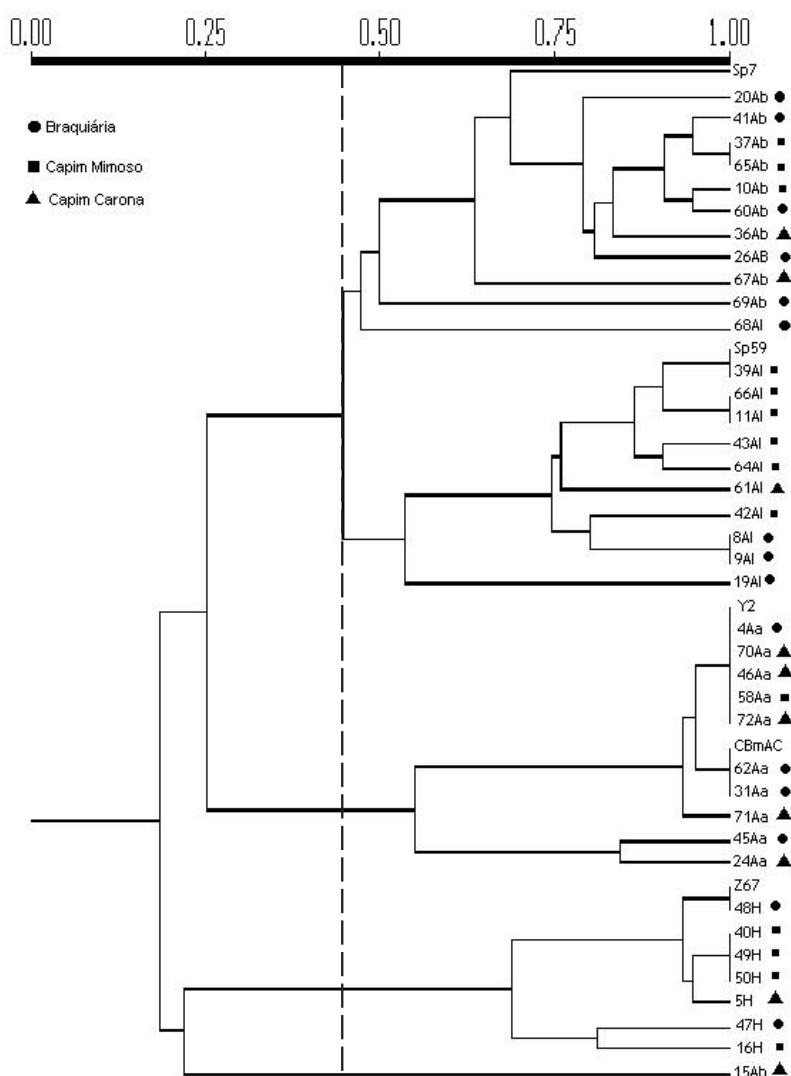 0.00 0.25 0.50 0.75 1.00
Sp7
20Ab
Braquiária
41Ab
37Ab
Capim Mimoso
65Ab
10Ab
Capim Carona
60Ab
36Ab
26AB
67Ab
69Ab
68Al
Sp59
39Al
66Al
11Al
43Al
64Al
61Al
42Al
8Al
9Al
19Al
Y2
4Aa
70Aa
46Aa
58Aa
72Aa
CBmAC
62Aa
31Aa
71Aa
45Aa
24Aa
Z67
48H
40H
49H
50H
5H
47H
16H
15Ab